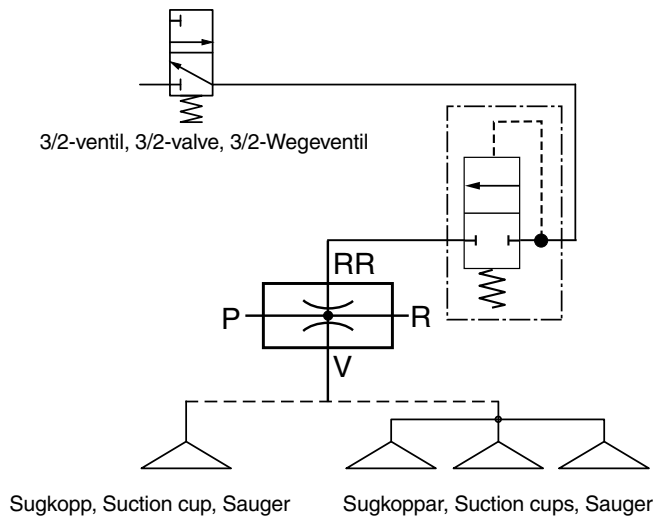 3/2-ventil, 3/2-valve, 3/2-Wegeventil
RR
P
R
V
Sugkopp, Suction cup, Sauger
Sugkoppar, Suction cups, Sauger